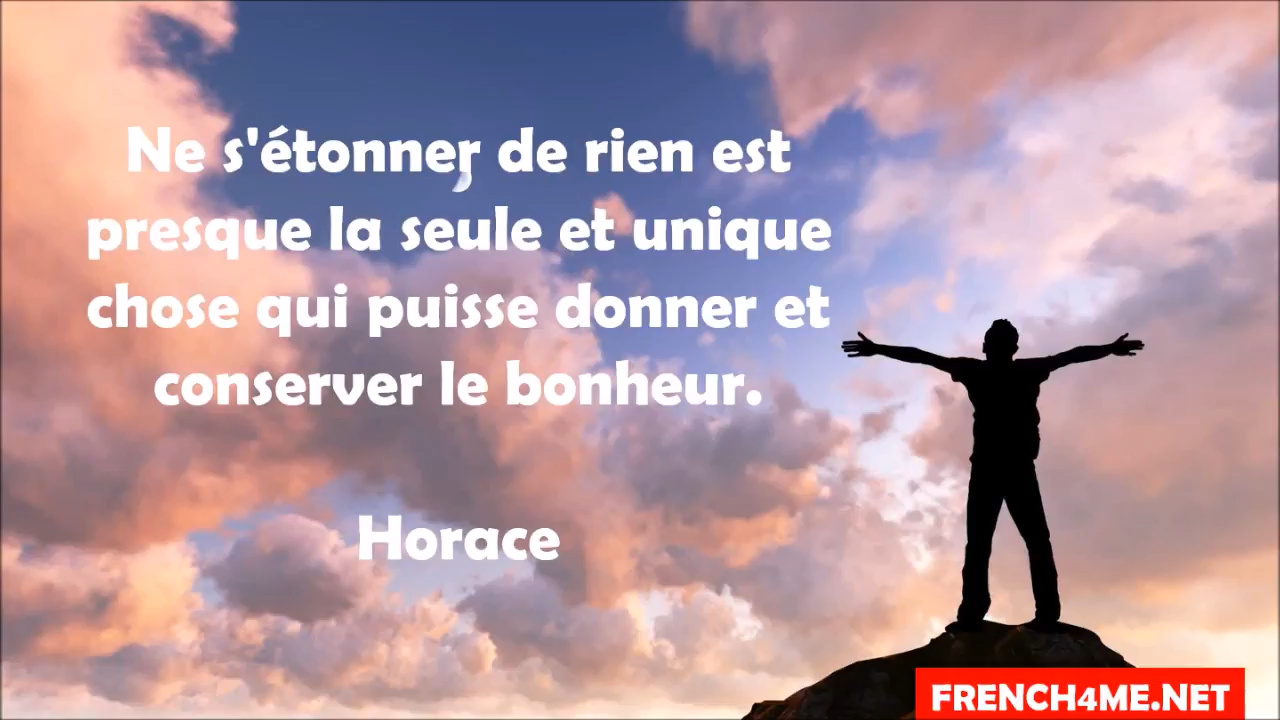 Ne s'étonner de rien est
presque la seule et unique
chose qui puisse donner et
conserver le bonheur.
Horace
FRENCH4ME.NET